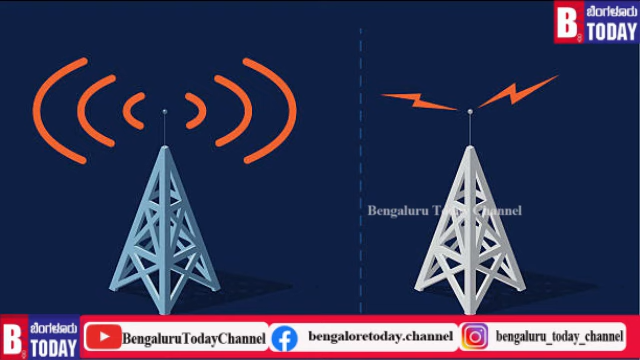 B ಬೆಂಗಳೂರು
TODAY
Bengaluru Today Channel
B ಬೆಂಗಳೂರು
TODAY
BengaluruTodayChannel
bengaloretoday.channel
bengaluru_today_channel